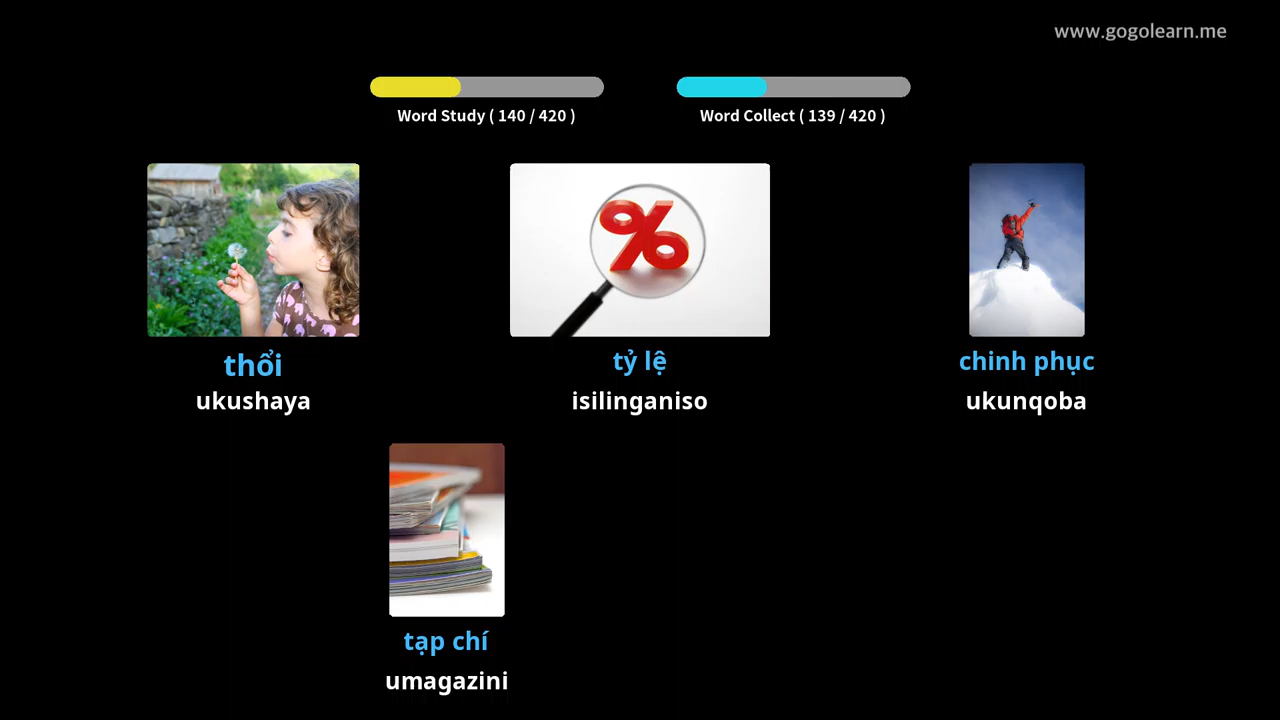 www.gogolearn.me
Word Study ( 140 / 420 )
Word Collect ( 139 / 420 )
thổi
ukushaya
tỷ lệ
isilinganiso
chinh phục
ukunqoba
tạp chí
umagazini